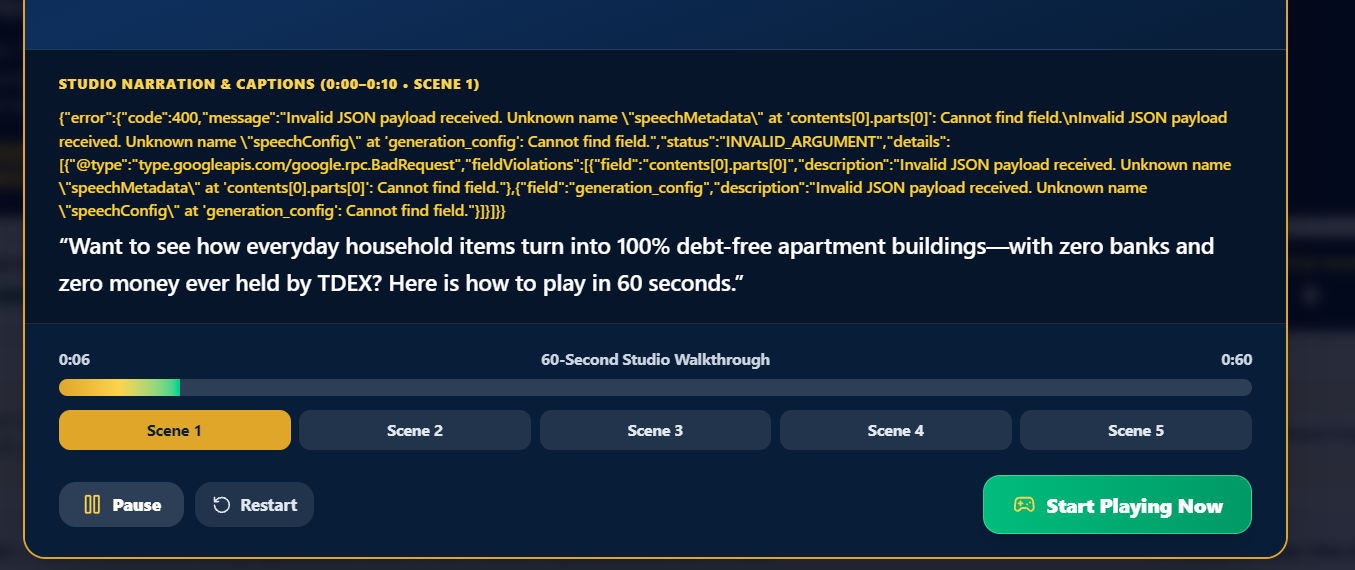 STUDIO NARRATION & CAPTIONS (0:00–0:10 • SCENE 1)
{"error":{"code":400,"message":"Invalid JSON payload received. Unknown name \"speechMetadata\" at 'contents[0].parts[0]': Cannot find field.\nInvalid JSON payload
received. Unknown name \"speechConfig\" at 'generation_config': Cannot find field.","status":"INVALID_ARGUMENT","details":
[{"@type":"type.googleapis.com/google.rpc.BadRequest","fieldViolations":[{"field":"contents[0].parts[0]","description":"Invalid JSON payload received. Unknown name
\"speechMetadata\" at 'contents[0].parts[0]': Cannot find field."},{"field":"generation_config","description":"Invalid JSON payload received. Unknown name
\"speechConfig\" at 'generation_config': Cannot find field."}]}]}}
“Want to see how everyday household items turn into 100% debt-free apartment buildings—with zero banks and
zero money ever held by TDEX? Here is how to play in 60 seconds.”
0:06 60-Second Studio Walkthrough 0:60
Scene 1 Scene 2 Scene 3 Scene 4 Scene 5
Pause Restart Start Playing Now